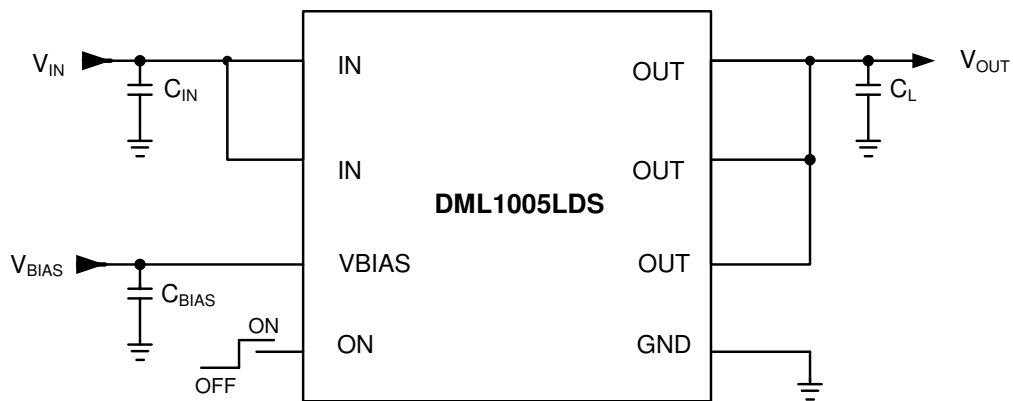 V_IN
C_IN
IN
OUT
C_L
V_OUT
IN
OUT
DML1005LDS
V_BIAS
C_BIAS
VBIAS
OUT
ON
OFF
ON
GND